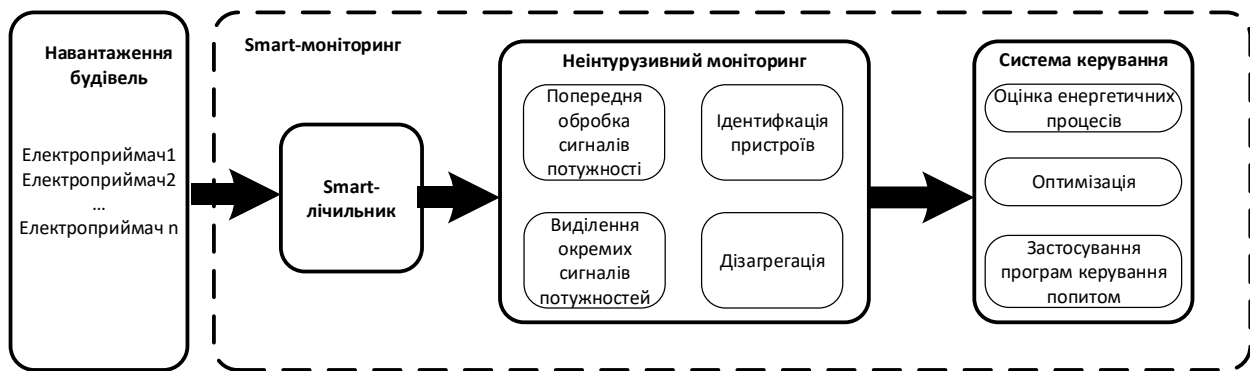 Навантаження
будівель
Електроприймач1
Електроприймач2
...
Електроприймач n
Smart-моніторинг
Smart-
лічильник
Неінтурузивний моніторинг
Попередня
обробка
сигналів
потужності
Ідентифкація
пристроїв
Виділення
окремих
сигналів
потужностей
Дізагрегація
Система керування
Оцінка енергетичних
процесів
Оптимізація
Застосування
програм керування
попитом